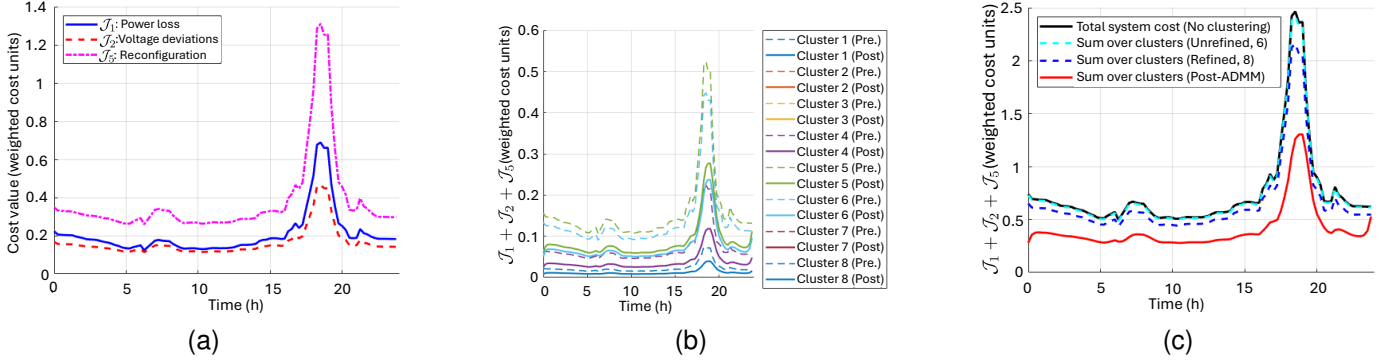 1.4
1.2
1
0.8
0.6
0.4
0.2
0
0
5
10
15
20
Cost value (weighted cost units)
Time (h)
𝒥1: Power loss
𝒥2: Voltage deviations
𝒥5: Reconfiguration
(a)
0.6
0.5
0.4
0.3
0.2
0.1
0
0
5
10
15
20
𝒥1 + 𝒥2 + 𝒥5 (weighted cost units)
Time (h)
Cluster 1 (Pre.)
Cluster 1 (Post)
Cluster 2 (Pre.)
Cluster 2 (Post)
Cluster 3 (Pre.)
Cluster 3 (Post)
Cluster 4 (Pre.)
Cluster 4 (Post)
Cluster 5 (Pre.)
Cluster 5 (Post)
Cluster 6 (Pre.)
Cluster 6 (Post)
Cluster 7 (Pre.)
Cluster 7 (Post)
Cluster 8 (Pre.)
Cluster 8 (Post)
(b)
2.5
2
1.5
1
0.5
0
0
5
10
15
20
𝒥1 + 𝒥2 + 𝒥5 (weighted cost units)
Time (h)
Total system cost (No clustering)
Sum over clusters (Unrefined, 6)
Sum over clusters (Refined, 8)
Sum over clusters (Post-ADMM)
(c)